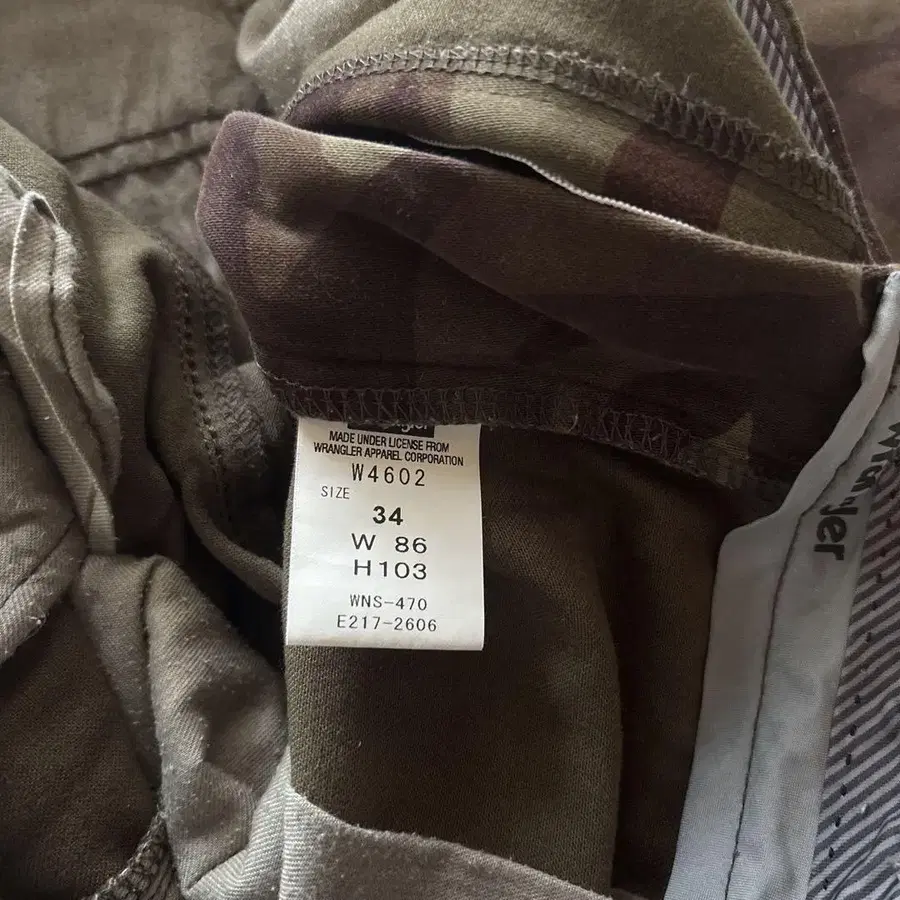 MADE UNDER LICENSE FROM
WRANGLER APPAREL CORPORATION
W4602
SIZE
34
W 86
H103
WNS-470
E217-2606
Wrangler